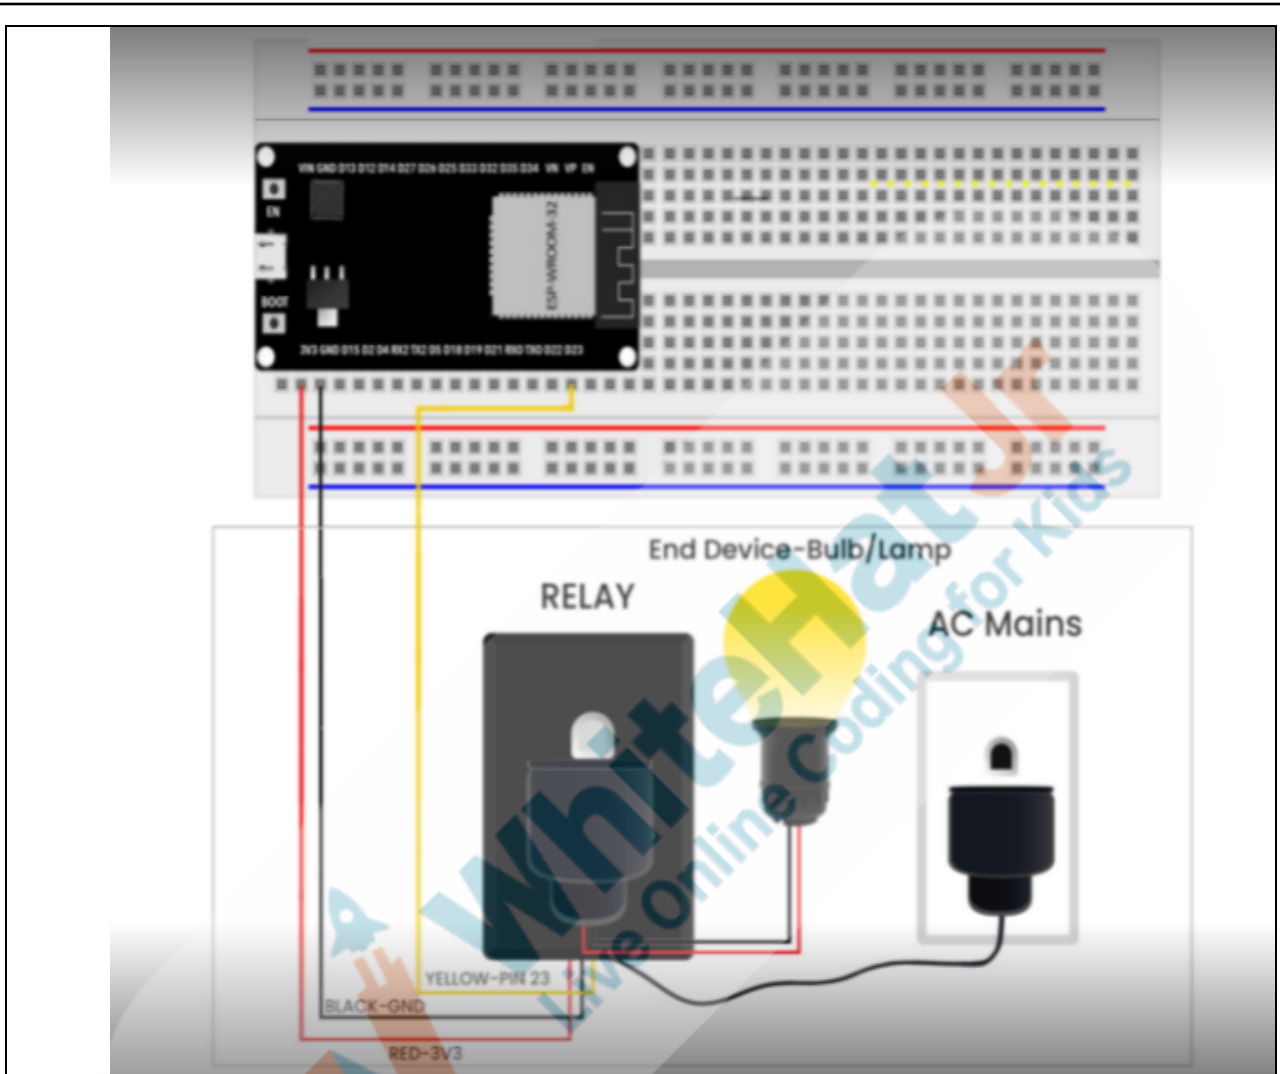 VIN GND D13 D12 D14 D27 D26 D25 D33 D32 D35 D34 VN VP EN
EN
ESP-WROOM-32
BOOT
3V3 GND D15 D2 D4 RX2 TX2 D5 D18 D19 D21 RX0 TX0 D22 D23
End Device-Bulb/Lamp
RELAY
AC Mains
WhiteHat Jr
Live Online Coding for Kids
YELLOW-PIN 23
BLACK-GND
RED-3V3